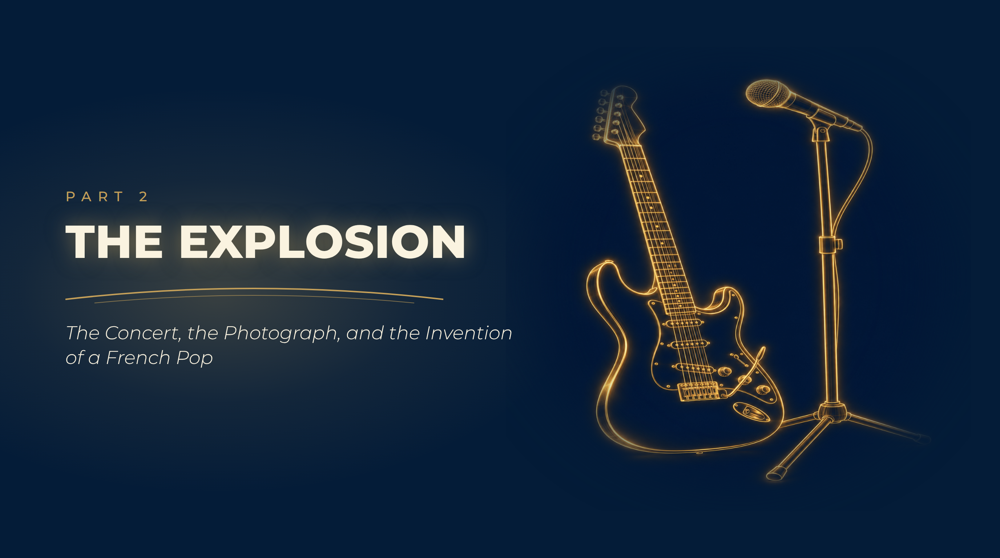 PART 2
THE EXPLOSION
The Concert, the Photograph, and the Invention
of a French Pop